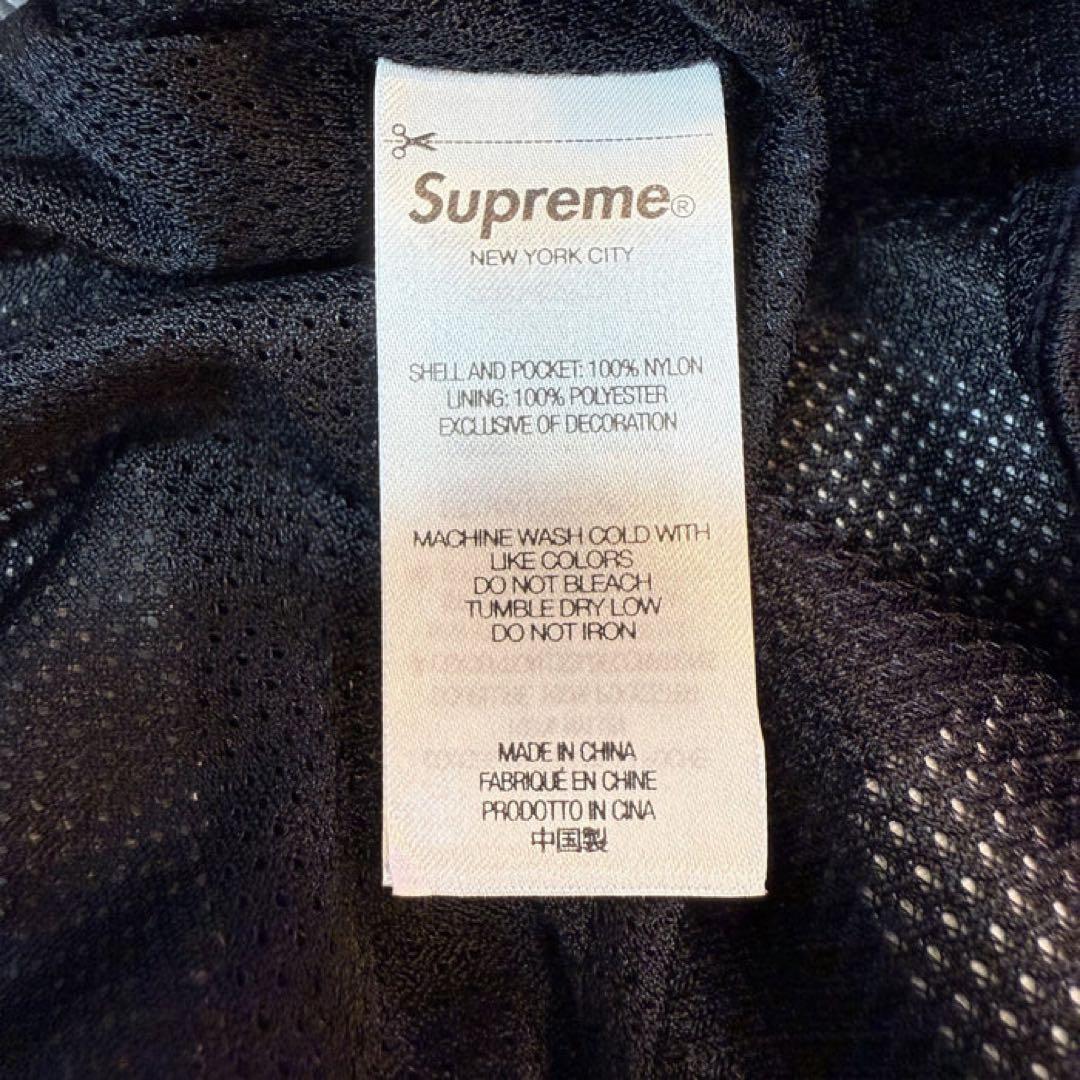 Supreme®
NEW YORK CITY
SHELL AND POCKET: 100% NYLON
LINING: 100% POLYESTER
EXCLUSIVE OF DECORATION
MACHINE WASH COLD WITH
LIKE COLORS
DO NOT BLEACH
TUMBLE DRY LOW
DO NOT IRON
MADE IN CHINA
FABRIQUÉ EN CHINE
PRODOTTO IN CINA
中国製